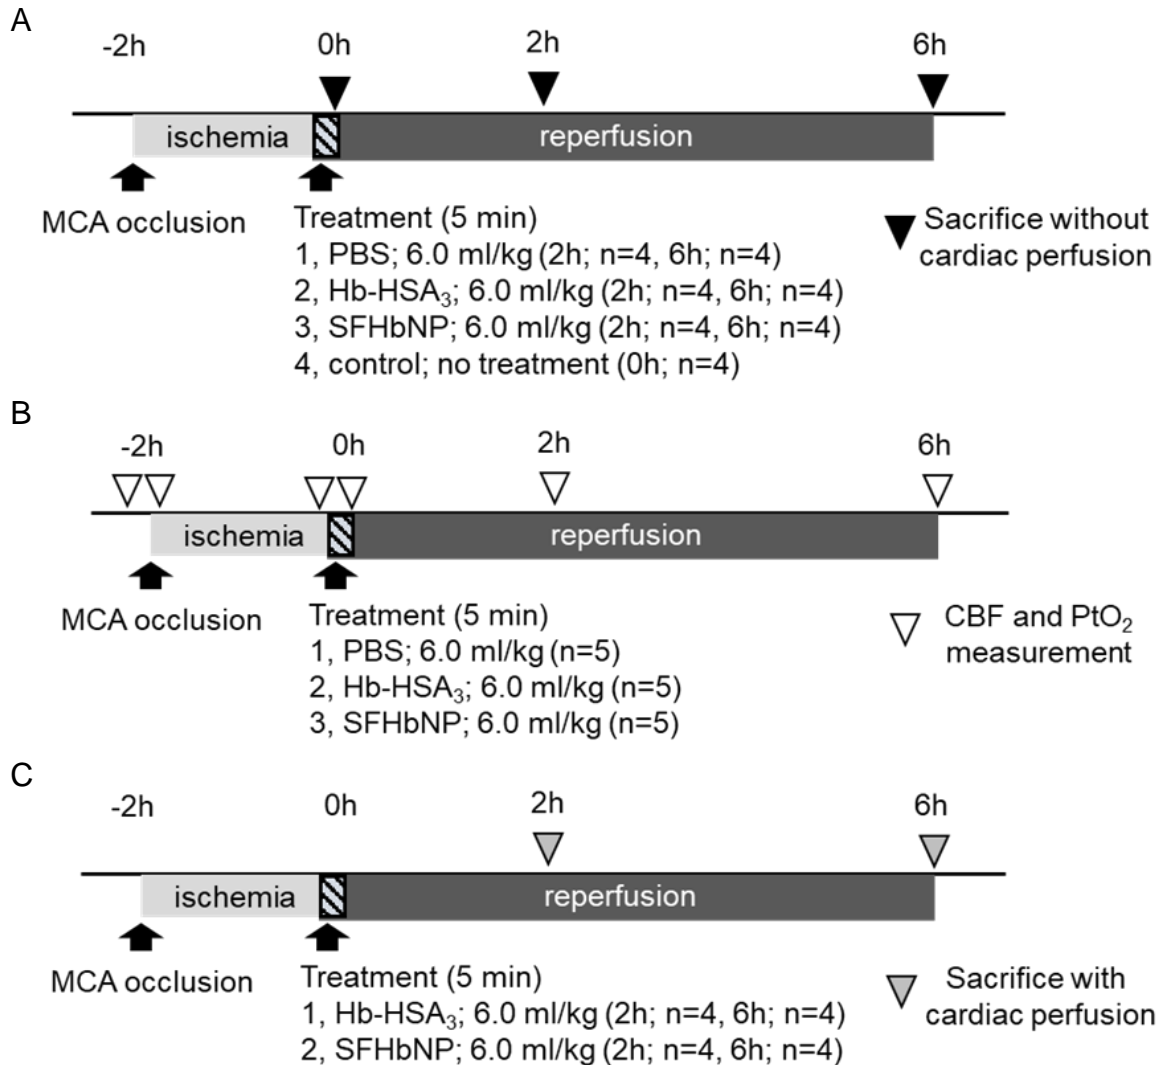 A
-2h 0h 2h 6h
ischemia reperfusion
MCA occlusion
Treatment (5 min)
1, PBS; 6.0 ml/kg (2h; n=4, 6h; n=4)
2, Hb-HSA₃; 6.0 ml/kg (2h; n=4, 6h; n=4)
3, SFHbNP; 6.0 ml/kg (2h; n=4, 6h; n=4)
4, control; no treatment (0h; n=4)
Sacrifice without
cardiac perfusion
B
-2h 0h 2h 6h
ischemia reperfusion
MCA occlusion
Treatment (5 min)
1, PBS; 6.0 ml/kg (n=5)
2, Hb-HSA₃; 6.0 ml/kg (n=5)
3, SFHbNP; 6.0 ml/kg (n=5)
CBF and PtO₂
measurement
C
-2h 0h 2h 6h
ischemia reperfusion
MCA occlusion
Treatment (5 min)
1, Hb-HSA₃; 6.0 ml/kg (2h; n=4, 6h; n=4)
2, SFHbNP; 6.0 ml/kg (2h; n=4, 6h; n=4)
Sacrifice with
cardiac perfusion